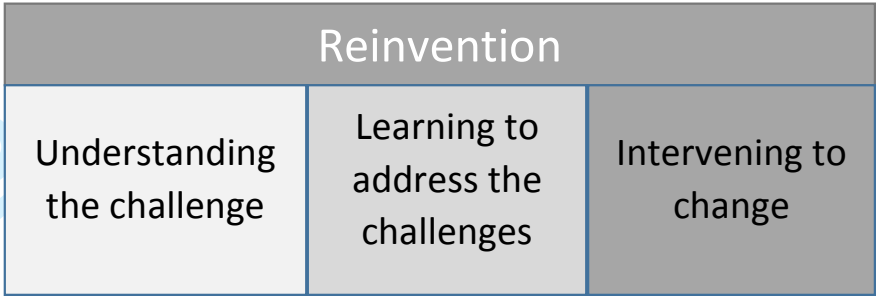 Reinvention
Understanding
the challenge
Learning to
address the
challenges
Intervening to
change